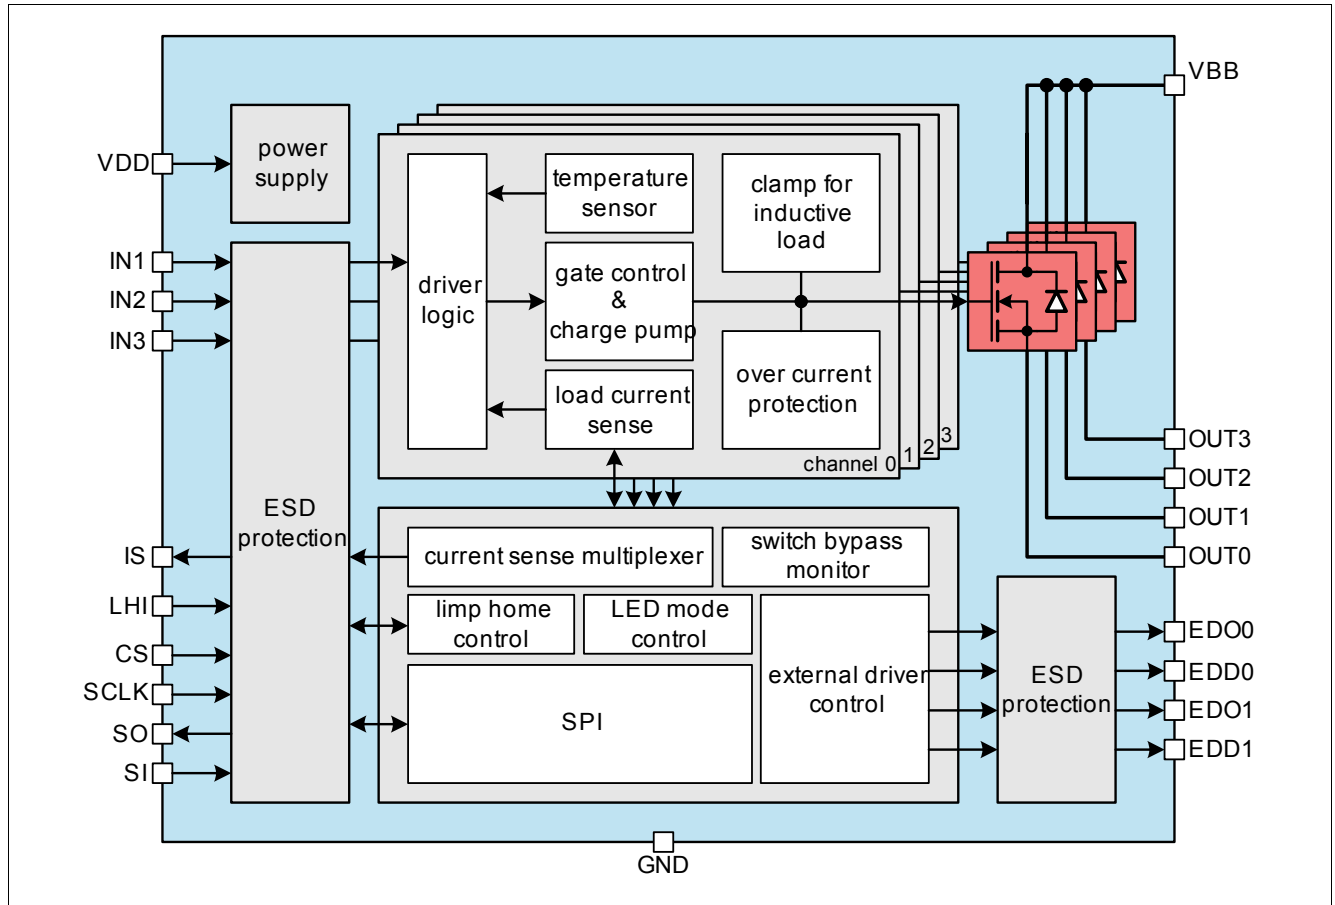 VBB
VDD
power
supply
temperature
sensor
clamp for
inductive
load
IN1
IN2
IN3
driver
logic
gate control
&
charge pump
load current
sense
over current
protection
channel 0
1
2
3
OUT3
OUT2
OUT1
OUT0
ESD
protection
IS
LHI
CS
SCLK
SO
SI
current sense multiplexer
switch bypass
monitor
limp home
control
LED mode
control
external driver
control
SPI
ESD
protection
EDO0
EDD0
EDO1
EDD1
GND